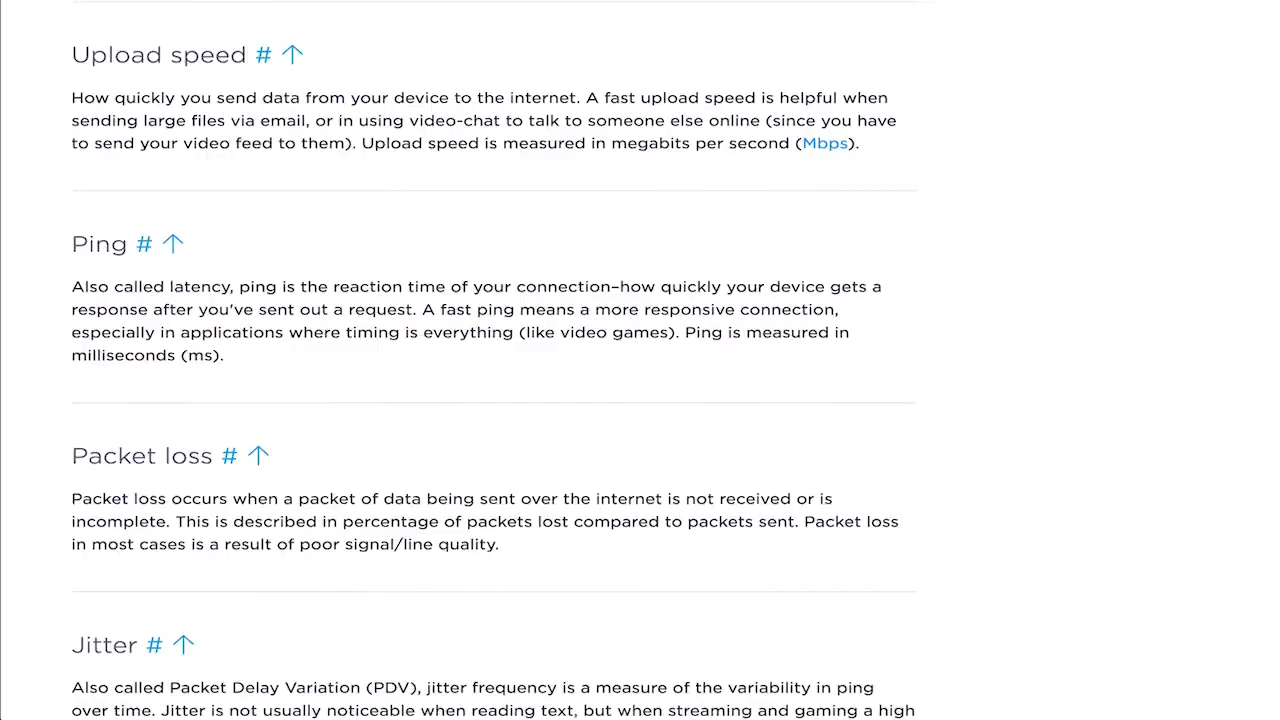 Upload speed # ↑
How quickly you send data from your device to the internet. A fast upload speed is helpful when
sending large files via email, or in using video-chat to talk to someone else online (since you have
to send your video feed to them). Upload speed is measured in megabits per second (Mbps).
Ping # ↑
Also called latency, ping is the reaction time of your connection–how quickly your device gets a
response after you've sent out a request. A fast ping means a more responsive connection,
especially in applications where timing is everything (like video games). Ping is measured in
milliseconds (ms).
Packet loss # ↑
Packet loss occurs when a packet of data being sent over the internet is not received or is
incomplete. This is described in percentage of packets lost compared to packets sent. Packet loss
in most cases is a result of poor signal/line quality.
Jitter # ↑
Also called Packet Delay Variation (PDV), jitter frequency is a measure of the variability in ping
over time. Jitter is not usually noticeable when reading text, but when streaming and gaming a high